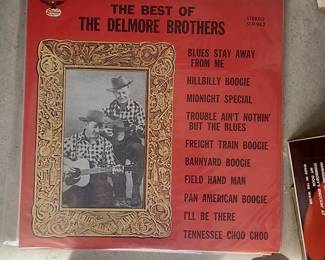 THE BEST OF
THE DELMORE BROTHERS
STEREO
BLUES STAY AWAY
FROM ME
HILLBILLY BOOGIE
MIDNIGHT SPECIAL
TROUBLE AIN'T NOTHIN'
BUT THE BLUES
FREIGHT TRAIN BOOGIE
BARNYARD BOOGIE
FIELD HAND MAN
PAN AMERICAN BOOGIE
I'LL BE THERE
TENNESSEE CHOO CHOO